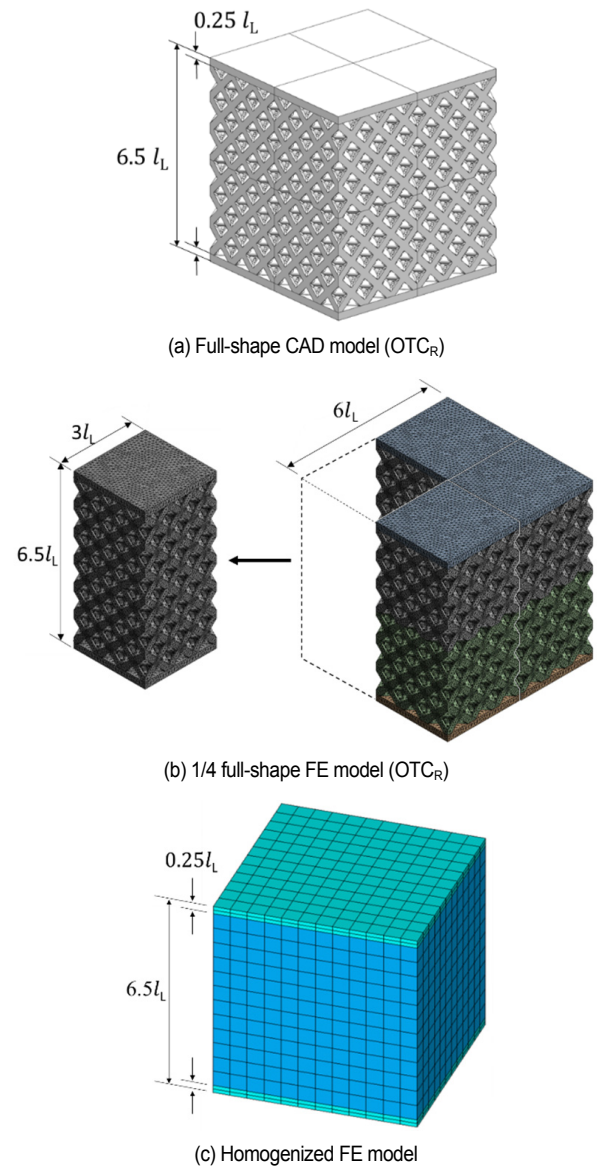 0.25 lL
6.5 lL
(a) Full-shape CAD model (OTCR)
3lL
6lL
6.5lL
(b) 1/4 full-shape FE model (OTCR)
0.25lL
6.5lL
(c) Homogenized FE model